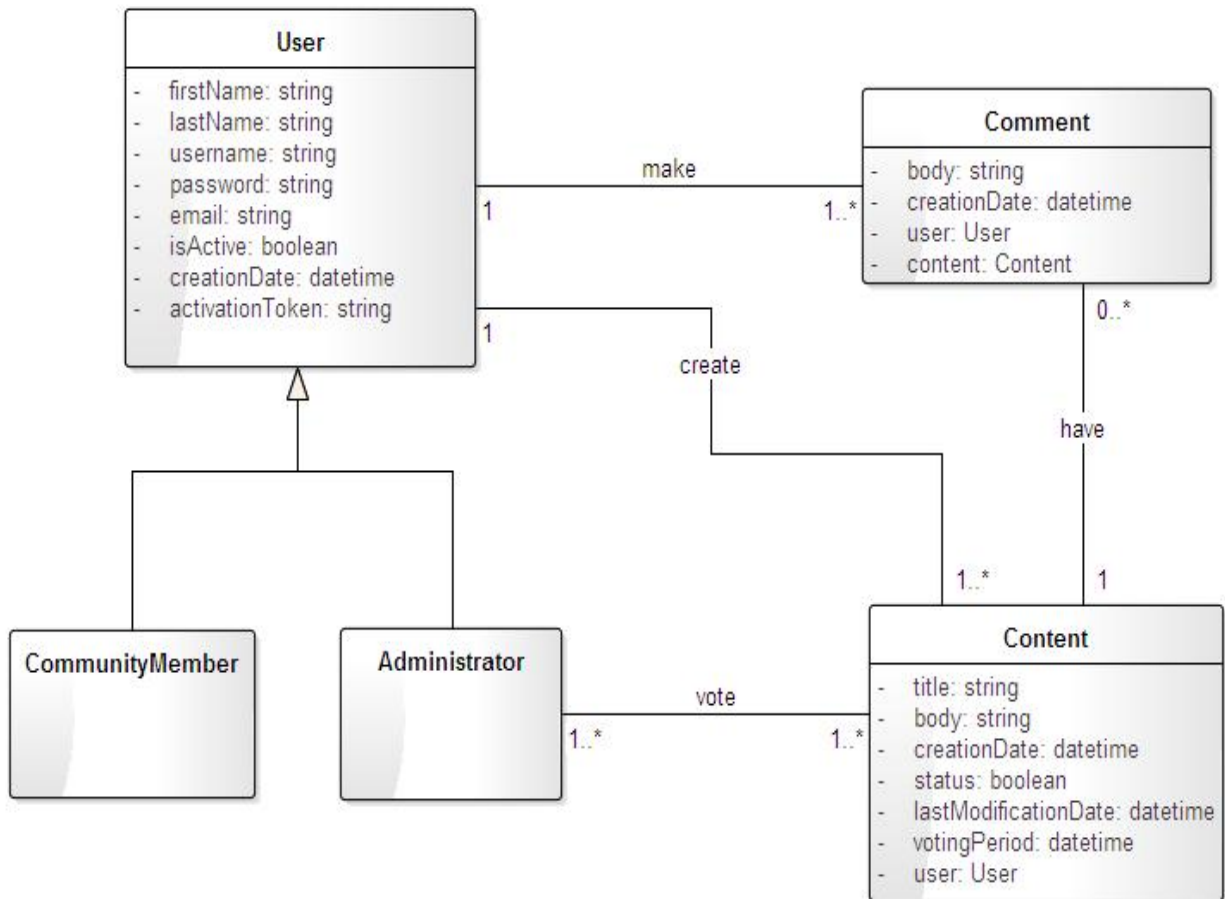 User
- firstName: string
- lastName: string
- username: string
- password: string
- email: string
- isActive: boolean
- creationDate: datetime
- activationToken: string
make
1
1..*
Comment
- body: string
- creationDate: datetime
- user: User
- content: Content
1
create
1..*
0..*
have
1
CommunityMember
Administrator
vote
1..*
1..*
Content
- title: string
- body: string
- creationDate: datetime
- status: boolean
- lastModificationDate: datetime
- votingPeriod: datetime
- user: User